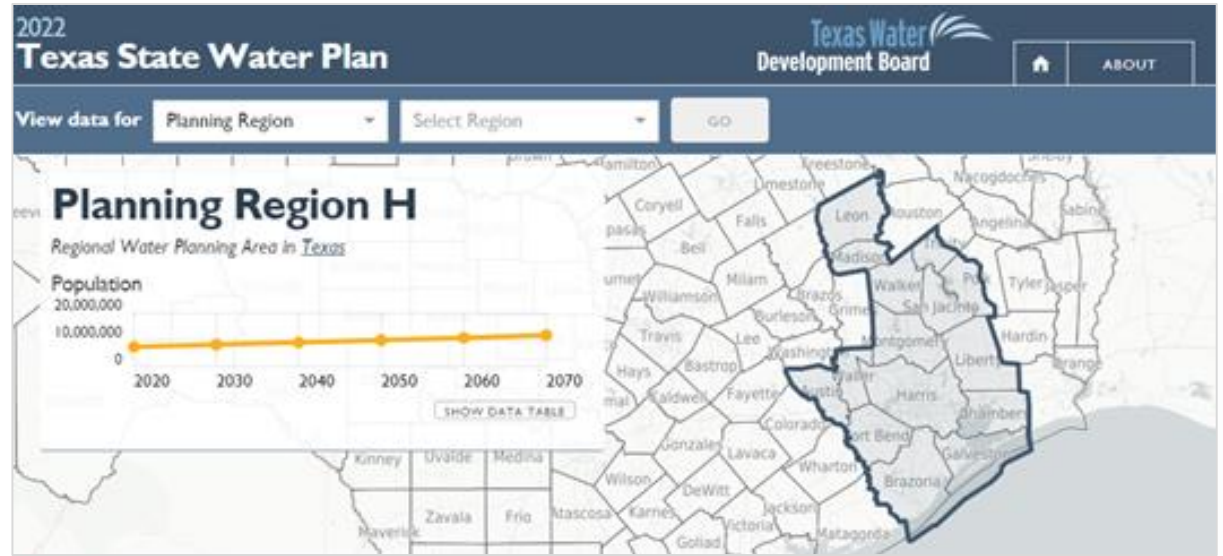 2022
Texas State Water Plan
Texas Water
Development Board
ABOUT
View data for
Planning Region
Select Region
GO
Planning Region H
Regional Water Planning Area in Texas
Population
20,000,000
10,000,000
0
2020 2030 2040 2050 2060 2070
SHOW DATA TABLE
Freestone
Nacogdoches
Limestone
Coryell
Falls
Leon
Houston
Angelina
Sabine
Bell
Trinity
Madison
Milam
Walker
Polk
Tyler
Jasper
Williamson
Brazos
Grimes
San Jacinto
Burleson
Travis
Lee
Montgomery
Hardin
Washington
Liberty
Orange
Hays
Bastrop
Waller
Caldwell
Fayette
Austin
Harris
Chambers
Colorado
Fort Bend
Gonzales
Lavaca
Galveston
Kinney
Uvalde
Medina
Wharton
Wilson
Brazoria
DeWitt
Zavala
Frio
Atascosa
Karnes
Jackson
Maverick
Victoria
Matagorda
Goliad